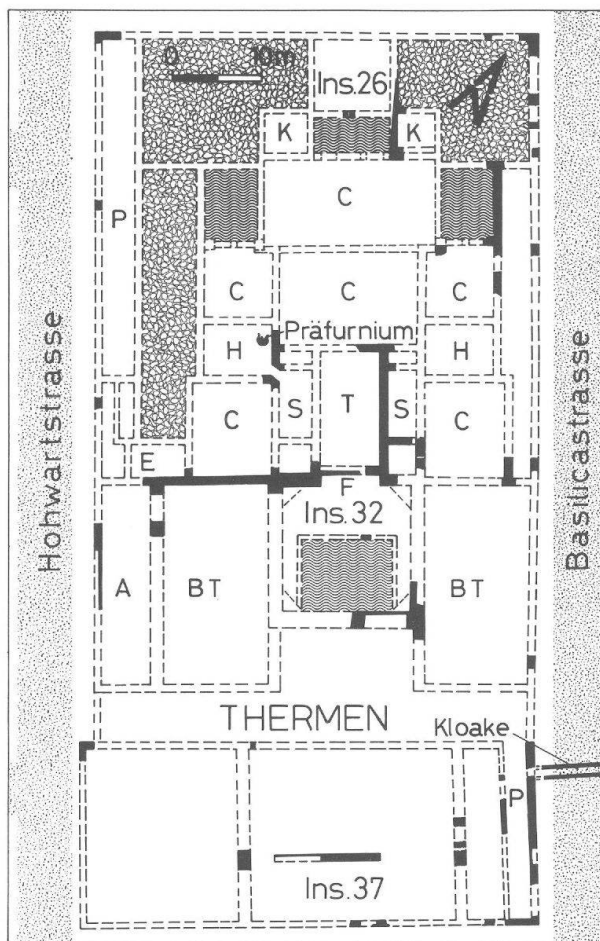 0 10m
Ins.26
K K
C
P
C C C
Präfurnium
H H
S T S
C C
E
F
Ins.32
A BT BT
Hohwartstrasse
Basilicastrasse
THERMEN
Kloake
P
Ins.37